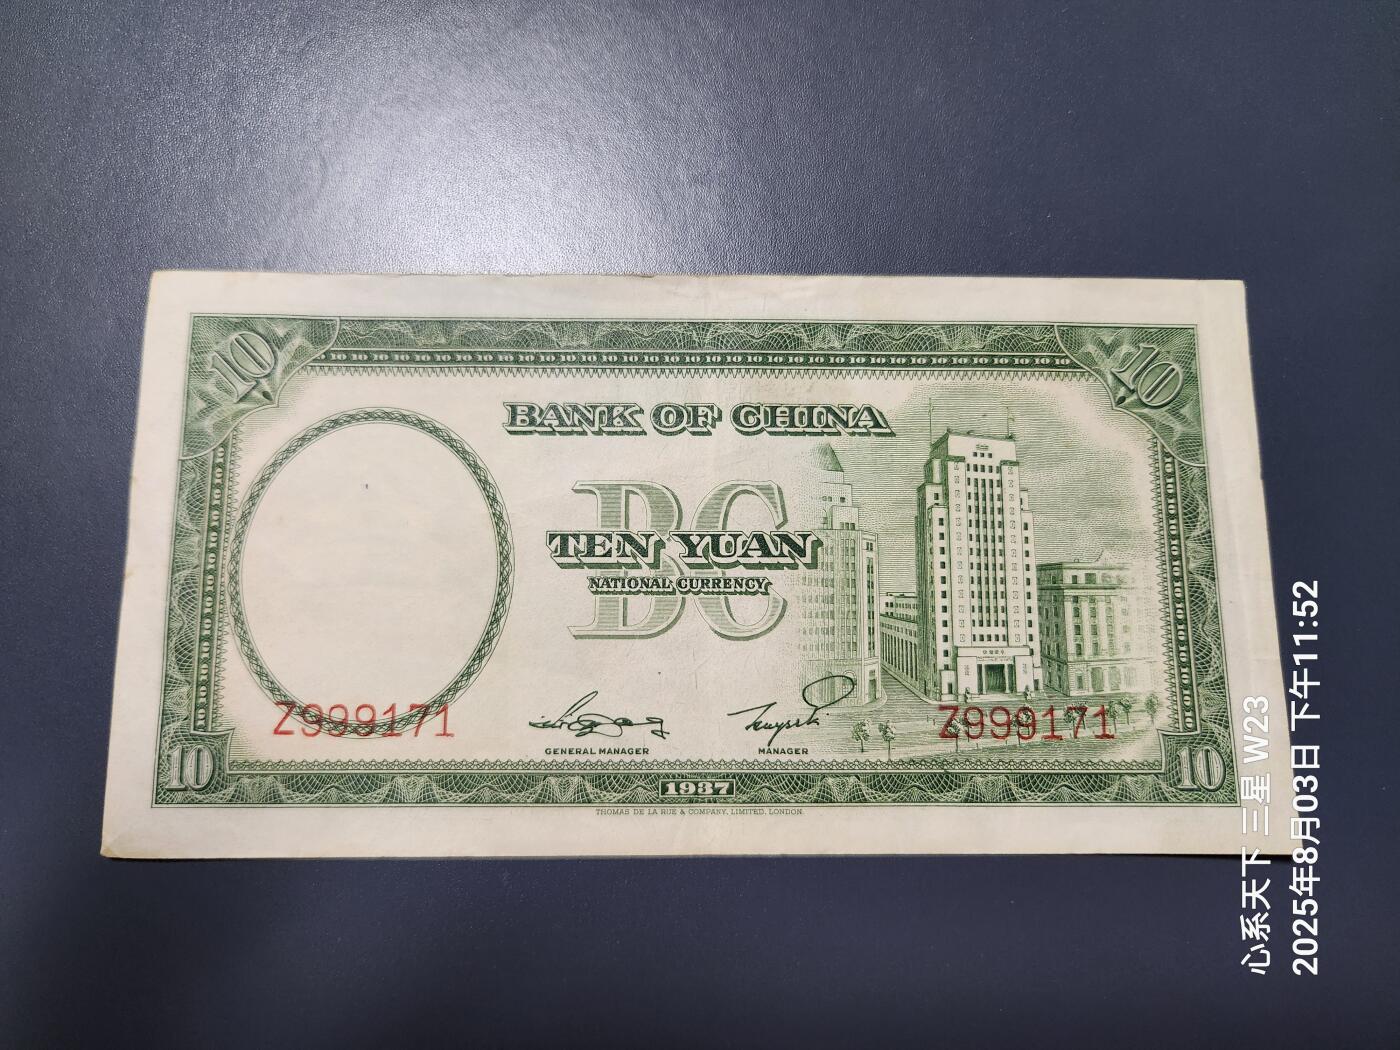 10
10
BANK OF CHINA
BC
TEN YUAN
NATIONAL CURRENCY
BC
Z999171
Z999171
GENERAL MANAGER
MANAGER
10
10
1937
THOMAS DE LA RUE & COMPANY, LIMITED, LONDON.
心系天下 三星 W23
2025年8月03日 下午11:52